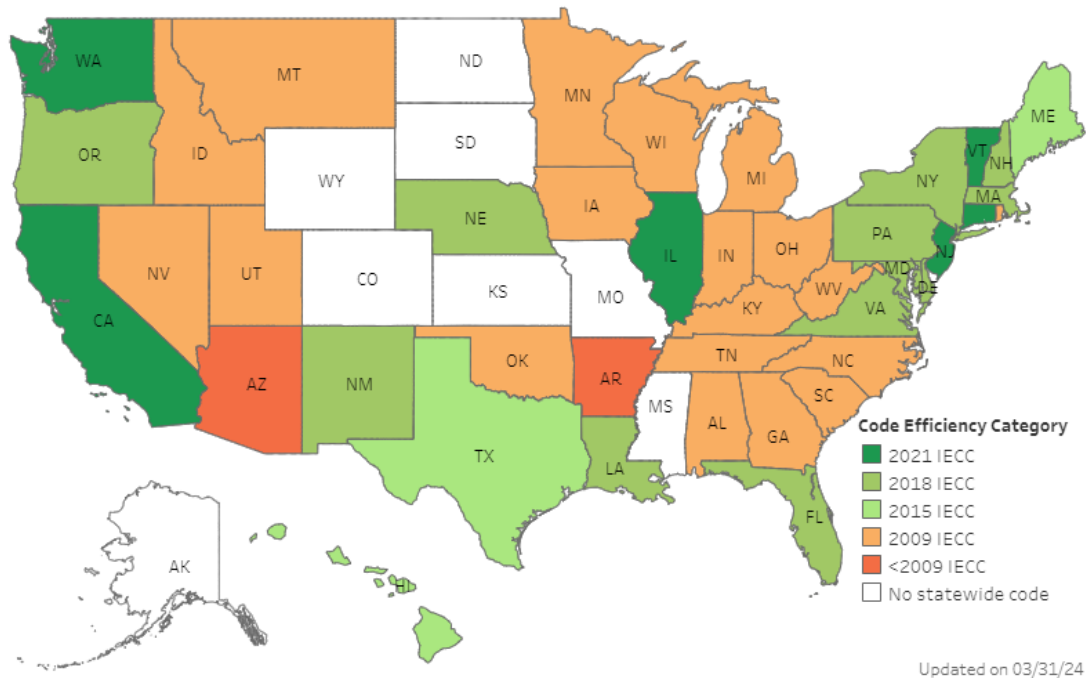 WA
MT
ND
MN
ME
OR
ID
SD
WI
VT
NH
WY
MI
NY
MA
IA
NE
PA
NV
UT
CO
IL
IN
OH
NJ
MD
KS
MO
WV
DE
KY
VA
CA
TN
NC
AZ
NM
OK
AR
SC
MS
AL
GA
TX
LA
FL
AK
HI
Code Efficiency Category
2021 IECC
2018 IECC
2015 IECC
2009 IECC
<2009 IECC
No statewide code
Updated on 03/31/24